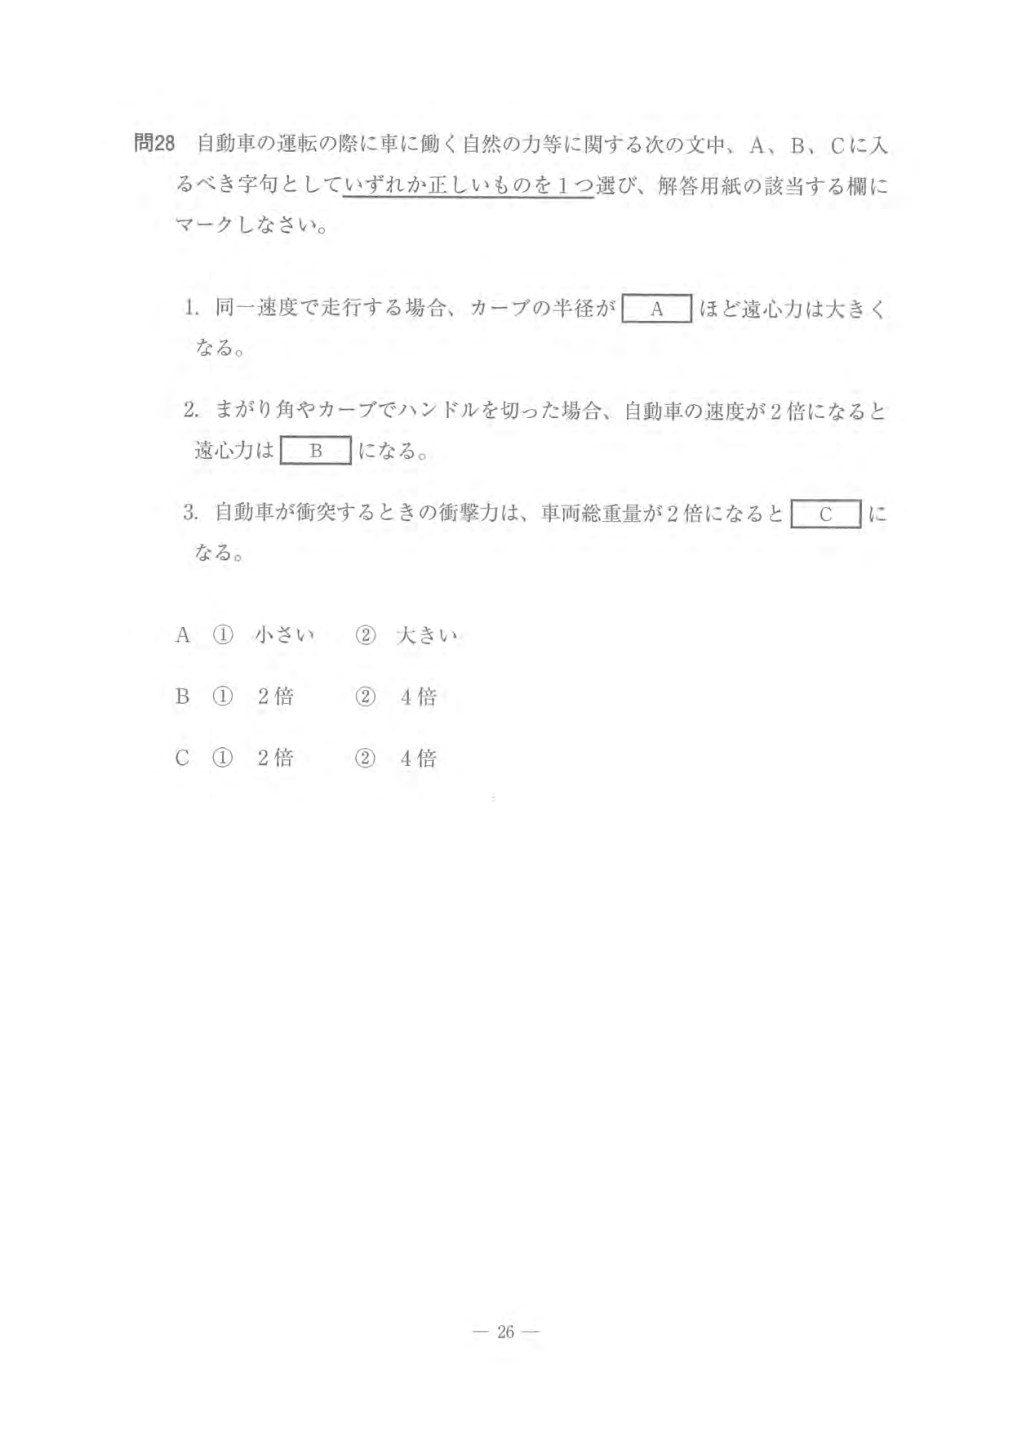 問28 自動車の運転の際に車に働く自然の力等に関する次の文中、A、B、Cに入
るべき字句としていずれか正しいものを1つ選び、解答用紙の該当する欄に
マークしなさい。
1. 同一速度で走行する場合、カーブの半径が A ほど遠心力は大きく
なる。
2. まがり角やカーブでハンドルを切った場合、自動車の速度が2倍になると
遠心力は B になる。
3. 自動車が衝突するときの衝撃力は、車両総重量が2倍になると C に
なる。
A ① 小さい ② 大きい
B ① 2倍 ② 4倍
C ① 2倍 ② 4倍
— 26 —